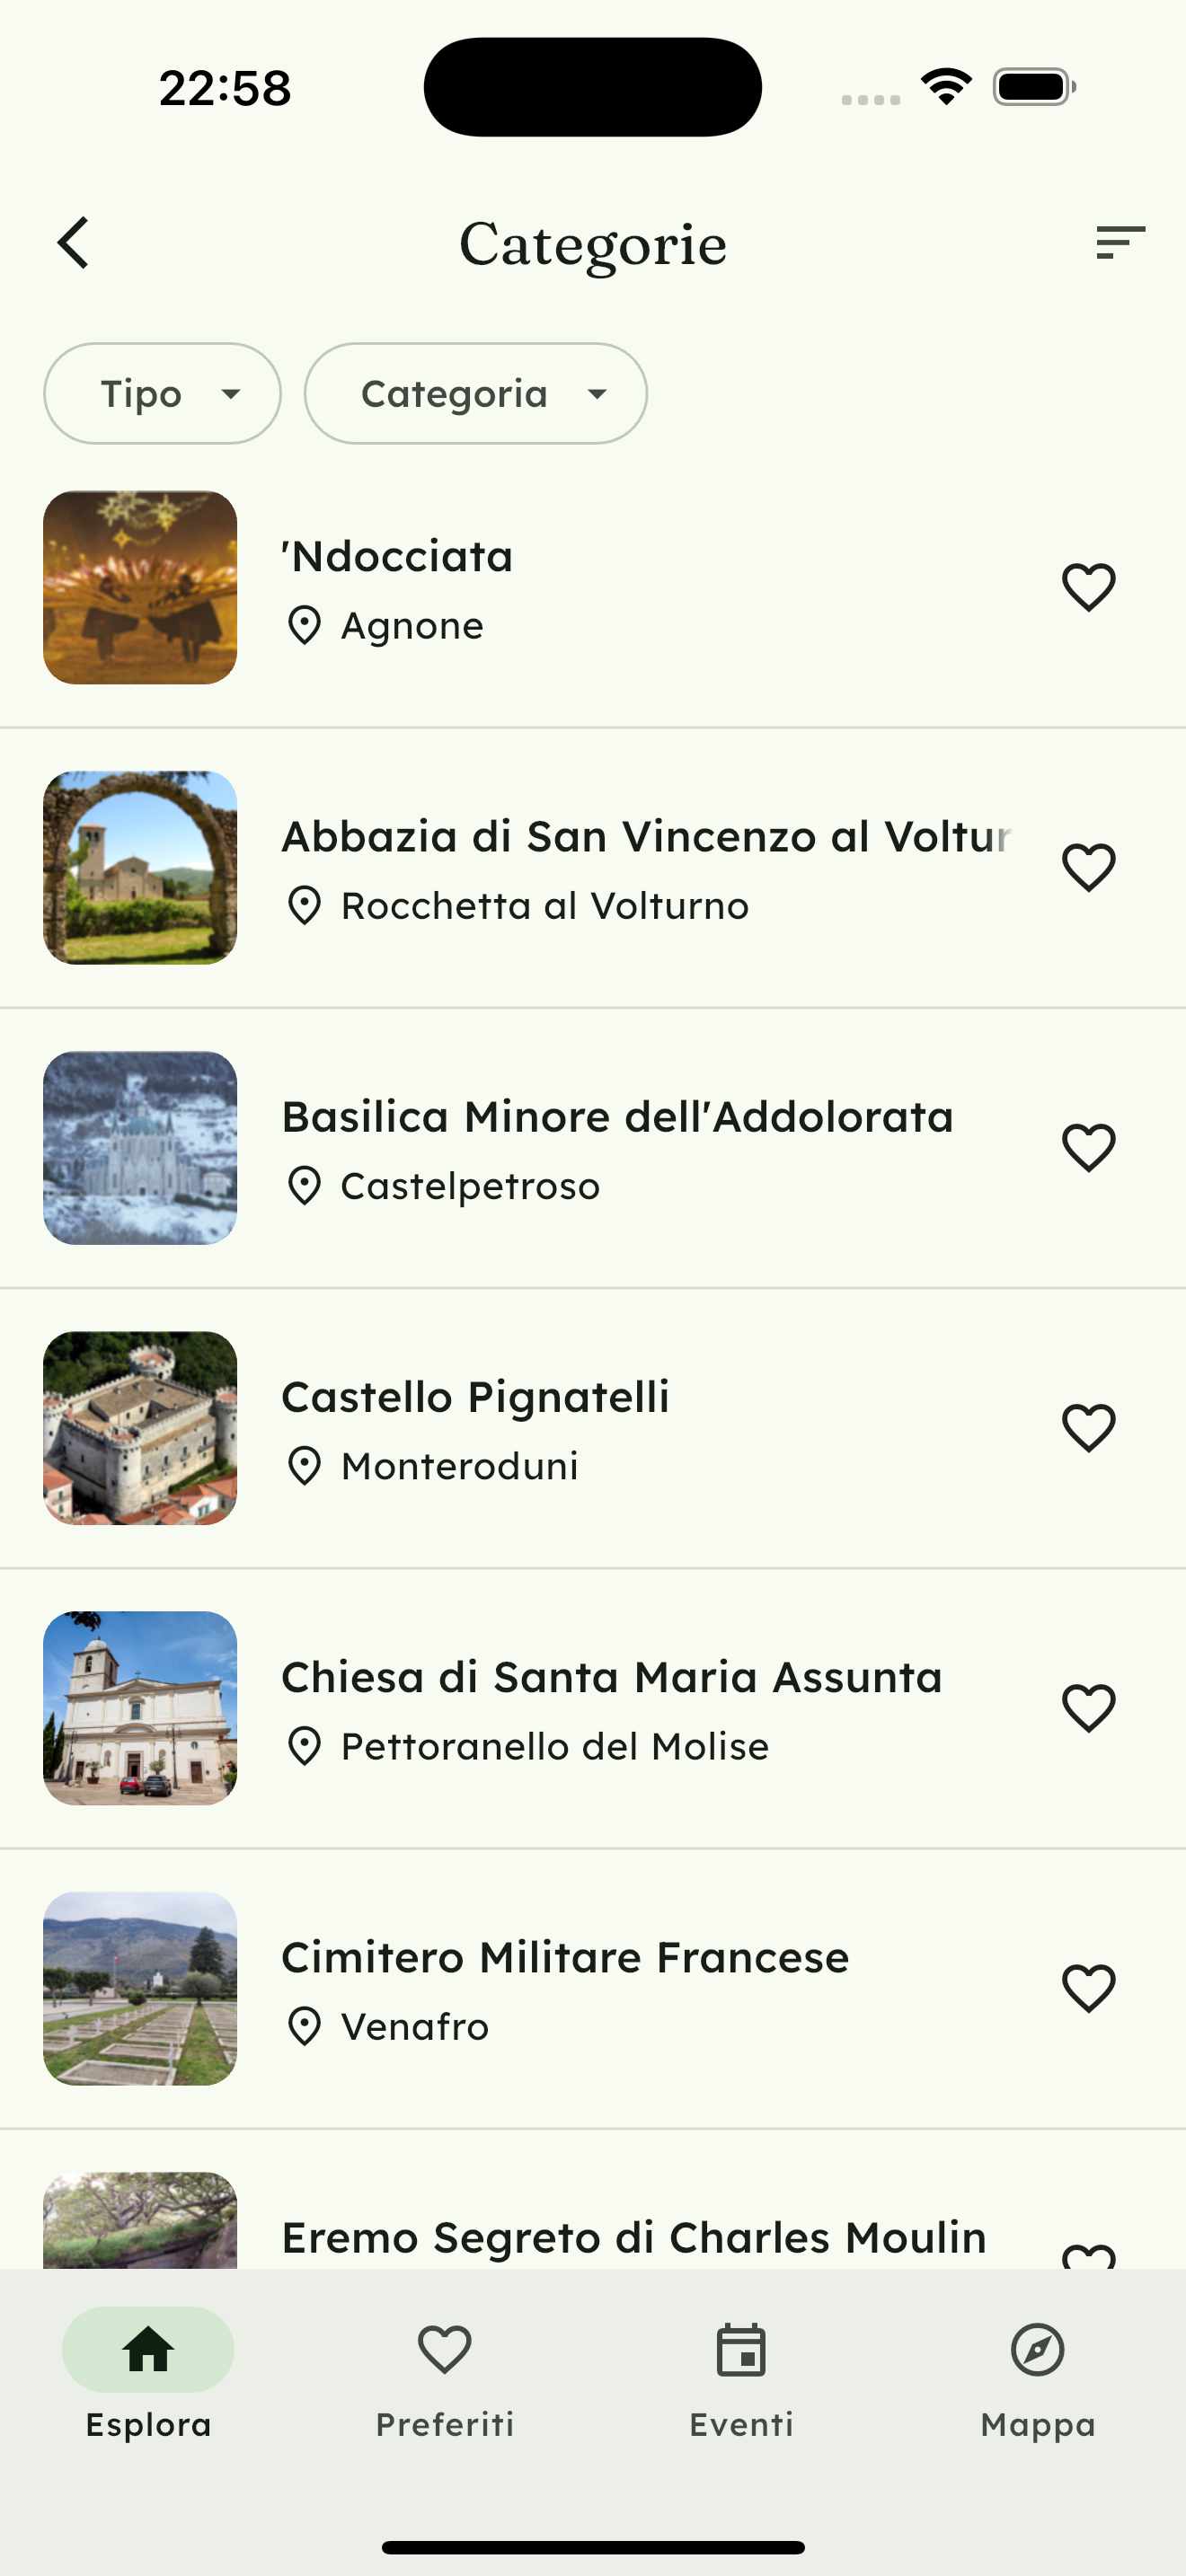 22:58
Categorie
Tipo
Categoria
'Ndocciata
Agnone
Abbazia di San Vincenzo al Voltur
Rocchetta al Volturno
Basilica Minore dell'Addolorata
Castelpetroso
Castello Pignatelli
Monteroduni
Chiesa di Santa Maria Assunta
Pettoranello del Molise
Cimitero Militare Francese
Venafro
Eremo Segreto di Charles Moulin
Esplora
Preferiti
Eventi
Mappa